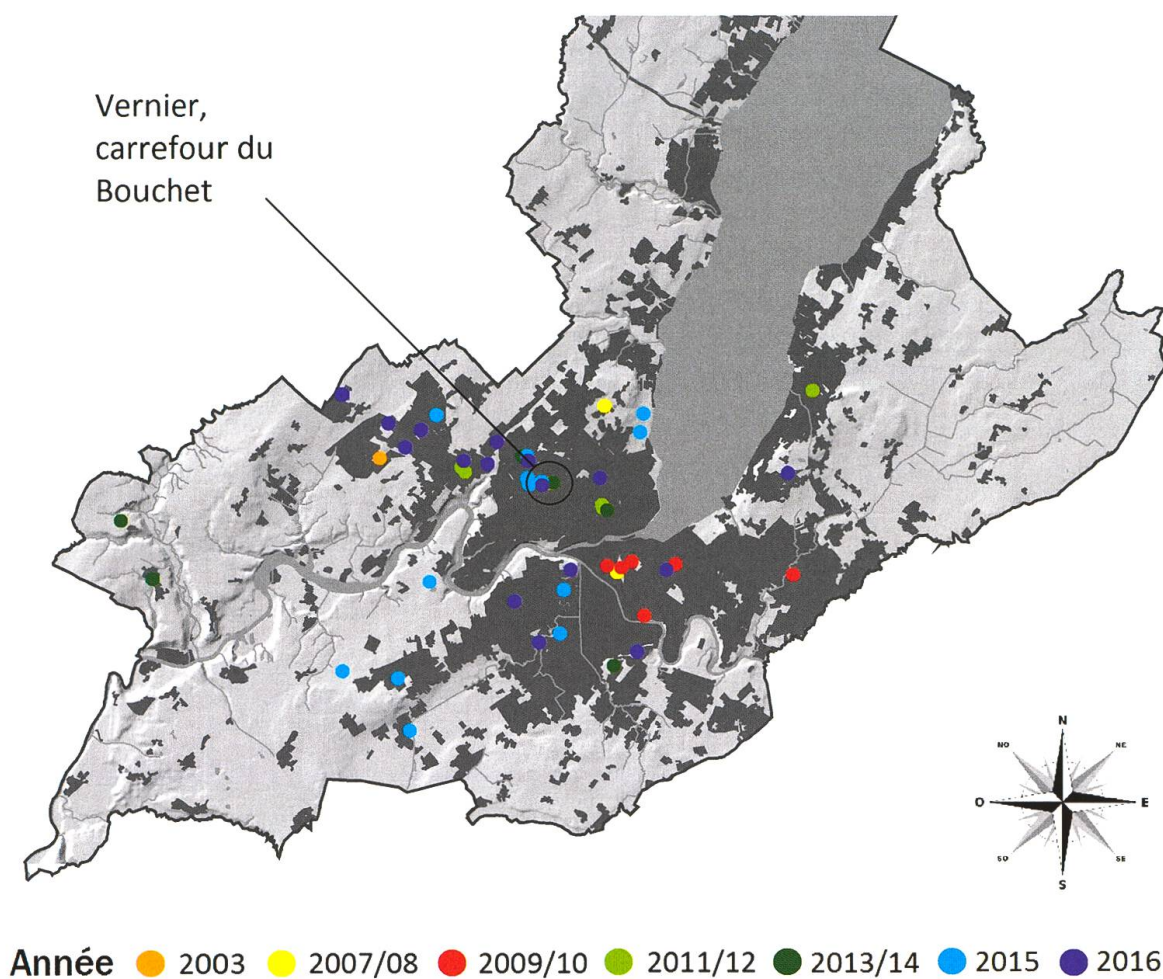 Vernier,
carrefour du
Bouchet
N
NO NE
O E
SO SE
S
Année 2003 2007/08 2009/10 2011/12 2013/14 2015 2016